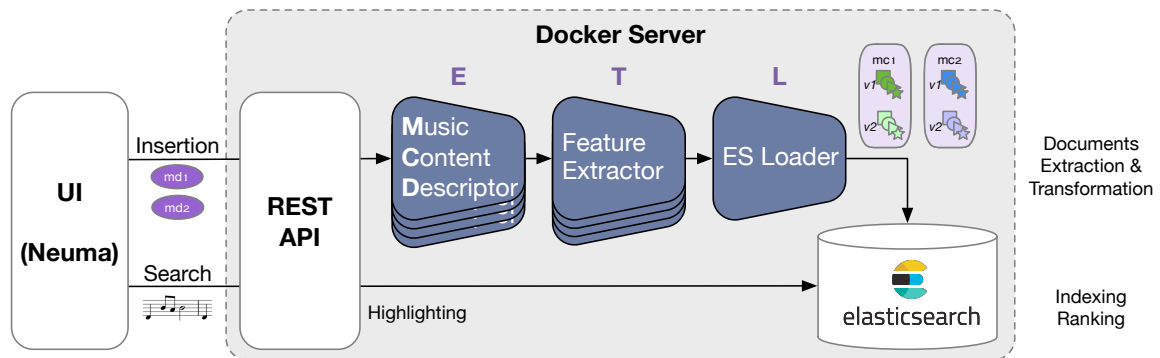 Docker Server
E
T
L
mc1
v1
v2
mc2
v1
v2
UI
(Neuma)
Insertion
md1
md2
Search
REST
API
Music
Content
Descriptor
Feature
Extractor
ES Loader
Highlighting
elasticsearch
Documents
Extraction &
Transformation
Indexing
Ranking